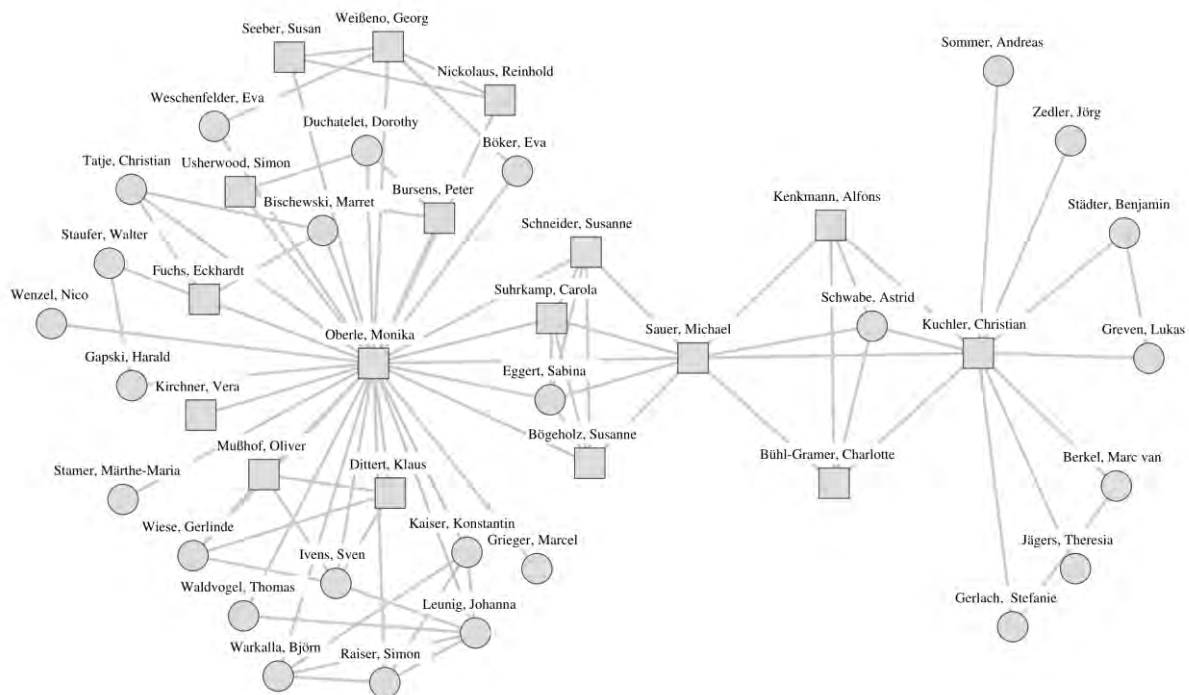 Weißeno, Georg
Seeber, Susan
Sommer, Andreas
Nickolaus, Reinhold
Weschenfelder, Eva
Zedler, Jörg
Duchatelet, Dorothy
Böker, Eva
Tatje, Christian
Usherwood, Simon
Bursens, Peter
Kenkmann, Alfons
Bischewski, Marret
Städter, Benjamin
Schneider, Susanne
Staufer, Walter
Fuchs, Eckhardt
Suhrkamp, Carola
Schwabe, Astrid
Wenzel, Nico
Oberle, Monika
Sauer, Michael
Kuchler, Christian
Greven, Lukas
Gapski, Harald
Eggert, Sabina
Kirchner, Vera
Bögeholz, Susanne
Mußhof, Oliver
Dittert, Klaus
Bühl-Gramer, Charlotte
Berkel, Marc van
Stamer, Märthe-Maria
Wiese, Gerlinde
Kaiser, Konstantin
Grieger, Marcel
Ivens, Sven
Jägers, Theresia
Waldvogel, Thomas
Leunig, Johanna
Gerlach, Stefanie
Warkalla, Björn
Raiser, Simon